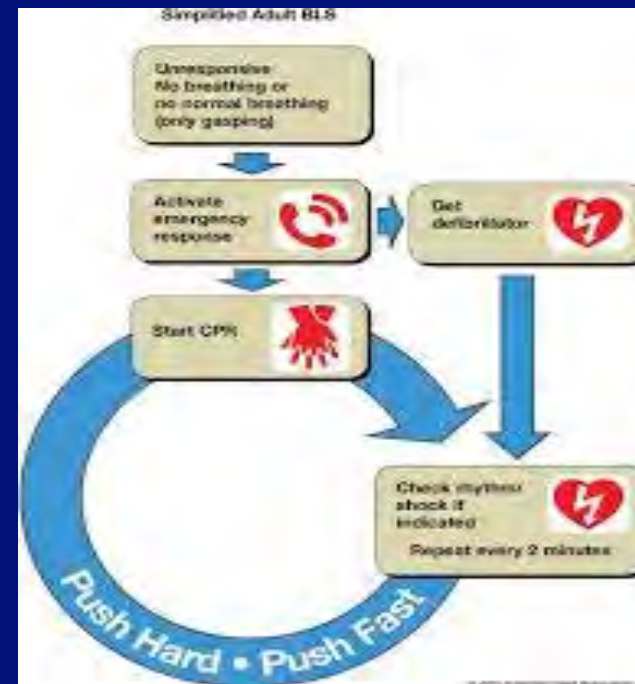 Simplified Adult BLS
Unresponsive
No breathing or
no normal breathing
(only gasping)
Activate
emergency
response
Get
defibrillator
Start CPR
Check rhythm/
shock if
indicated
Repeat every 2 minutes
Push Hard • Push Fast